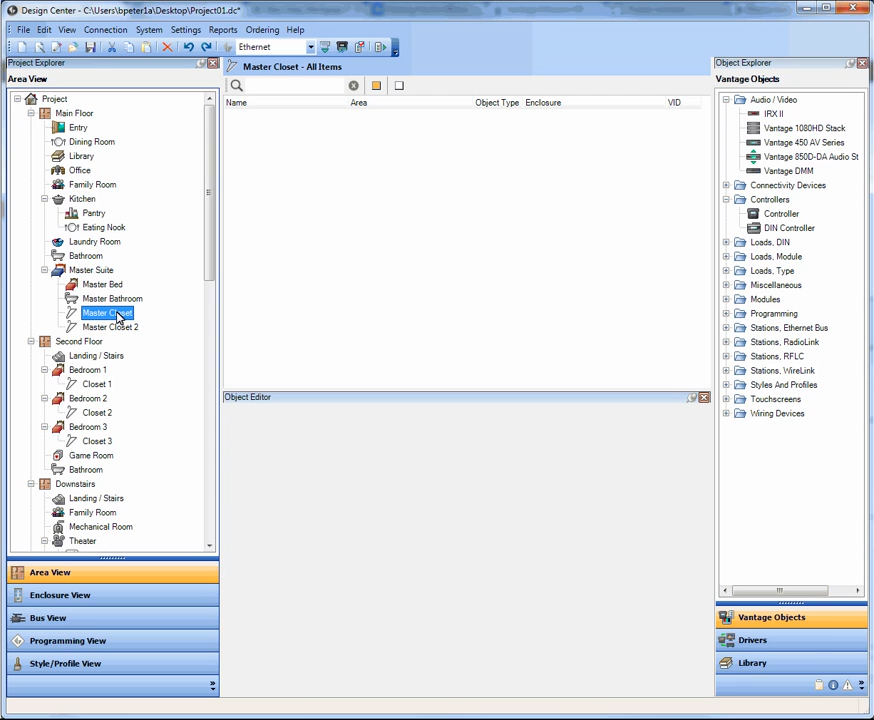 Design Center - C:\Users\bpeter1a\Desktop\Project01.dc*
File Edit View Connection System Settings Reports Ordering Help
Ethernet
Project Explorer
Area View
Project
Main Floor
Entry
Dining Room
Library
Office
Family Room
Kitchen
Pantry
Eating Nook
Laundry Room
Bathroom
Master Suite
Master Bed
Master Bathroom
Master Closet
Master Closet 2
Second Floor
Landing / Stairs
Bedroom 1
Closet 1
Bedroom 2
Closet 2
Bedroom 3
Closet 3
Game Room
Bathroom
Downstairs
Landing / Stairs
Family Room
Mechanical Room
Theater
Area View
Enclosure View
Bus View
Programming View
Style/Profile View
Master Closet - All Items
Name Area Object Type Enclosure VID
Object Editor
Object Explorer
Vantage Objects
Audio / Video
IRX II
Vantage 1080HD Stack
Vantage 450 AV Series
Vantage 850D-DA Audio St
Vantage DMM
Connectivity Devices
Controllers
Controller
DIN Controller
Loads, DIN
Loads, Module
Loads, Type
Miscellaneous
Modules
Programming
Stations, Ethernet Bus
Stations, RadioLink
Stations, RFLC
Stations, WireLink
Styles And Profiles
Touchscreens
Wiring Devices
Vantage Objects
Drivers
Library